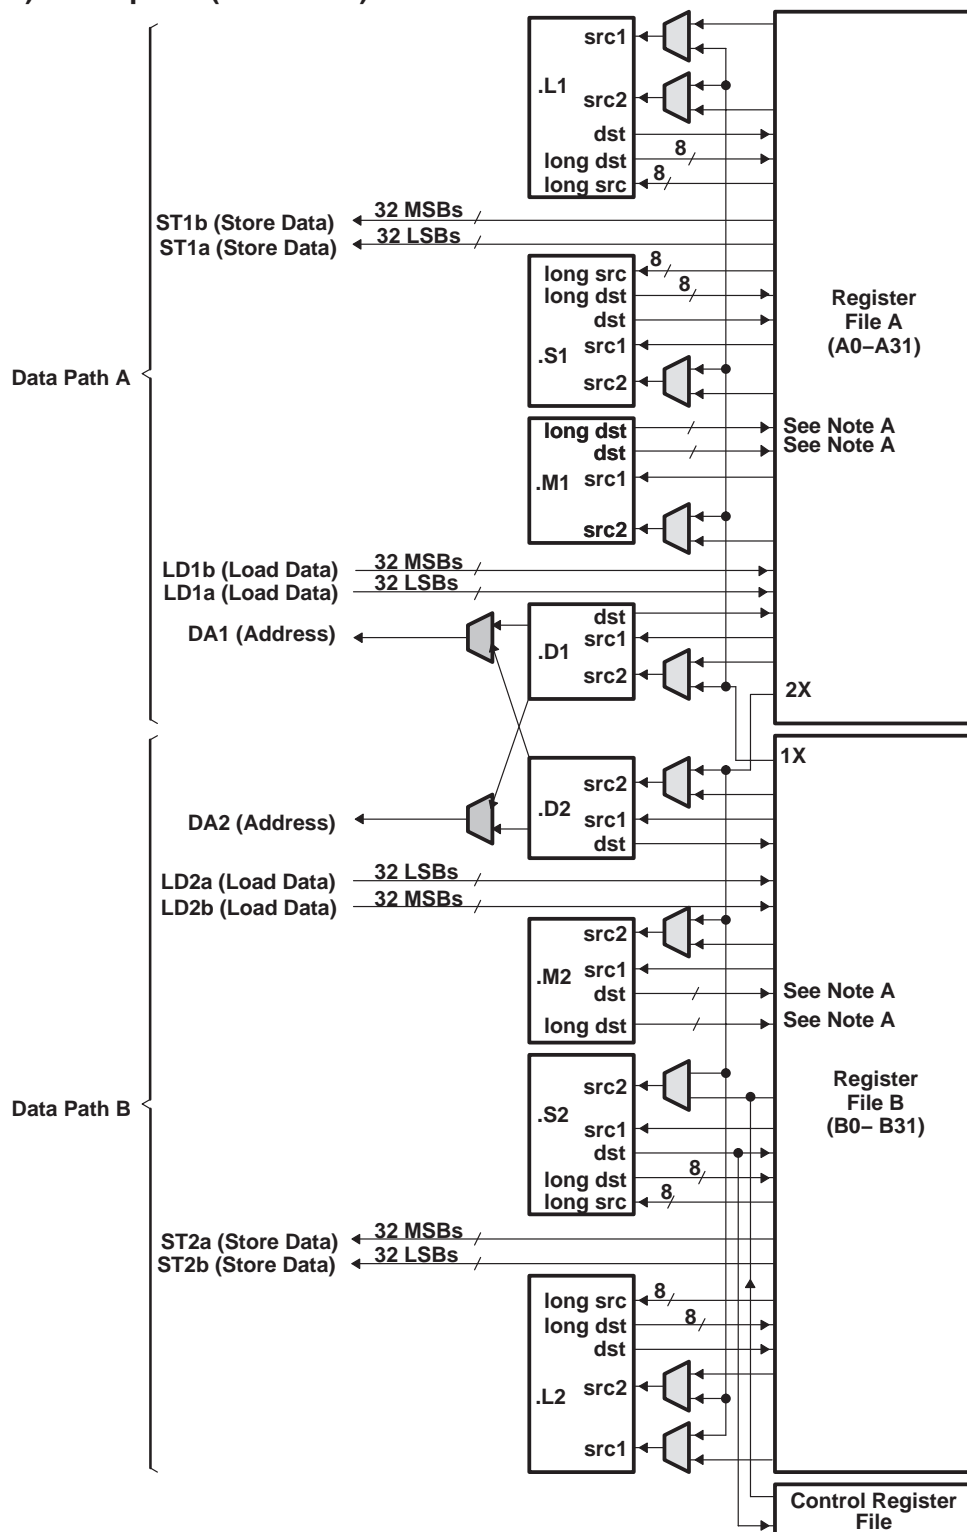 src1
.L1
src2
dst
long dst
8
long src
8
ST1b (Store Data)
32 MSBs
ST1a (Store Data)
32 LSBs
long src
8
long dst
8
dst
.S1
src1
src2
Register
File A
(A0–A31)
Data Path A
long dst
See Note A
dst
See Note A
.M1
src1
src2
LD1b (Load Data)
32 MSBs
LD1a (Load Data)
32 LSBs
DA1 (Address)
dst
src1
.D1
src2
2X
1X
src2
.D2
src1
dst
DA2 (Address)
LD2a (Load Data)
32 LSBs
LD2b (Load Data)
32 MSBs
src2
src1
.M2
dst
See Note A
long dst
See Note A
src2
.S2
src1
dst
long dst
8
long src
8
Register
File B
(B0– B31)
Data Path B
ST2a (Store Data)
32 MSBs
ST2b (Store Data)
32 LSBs
long src
8
long dst
8
dst
src2
.L2
src1
Control Register
File